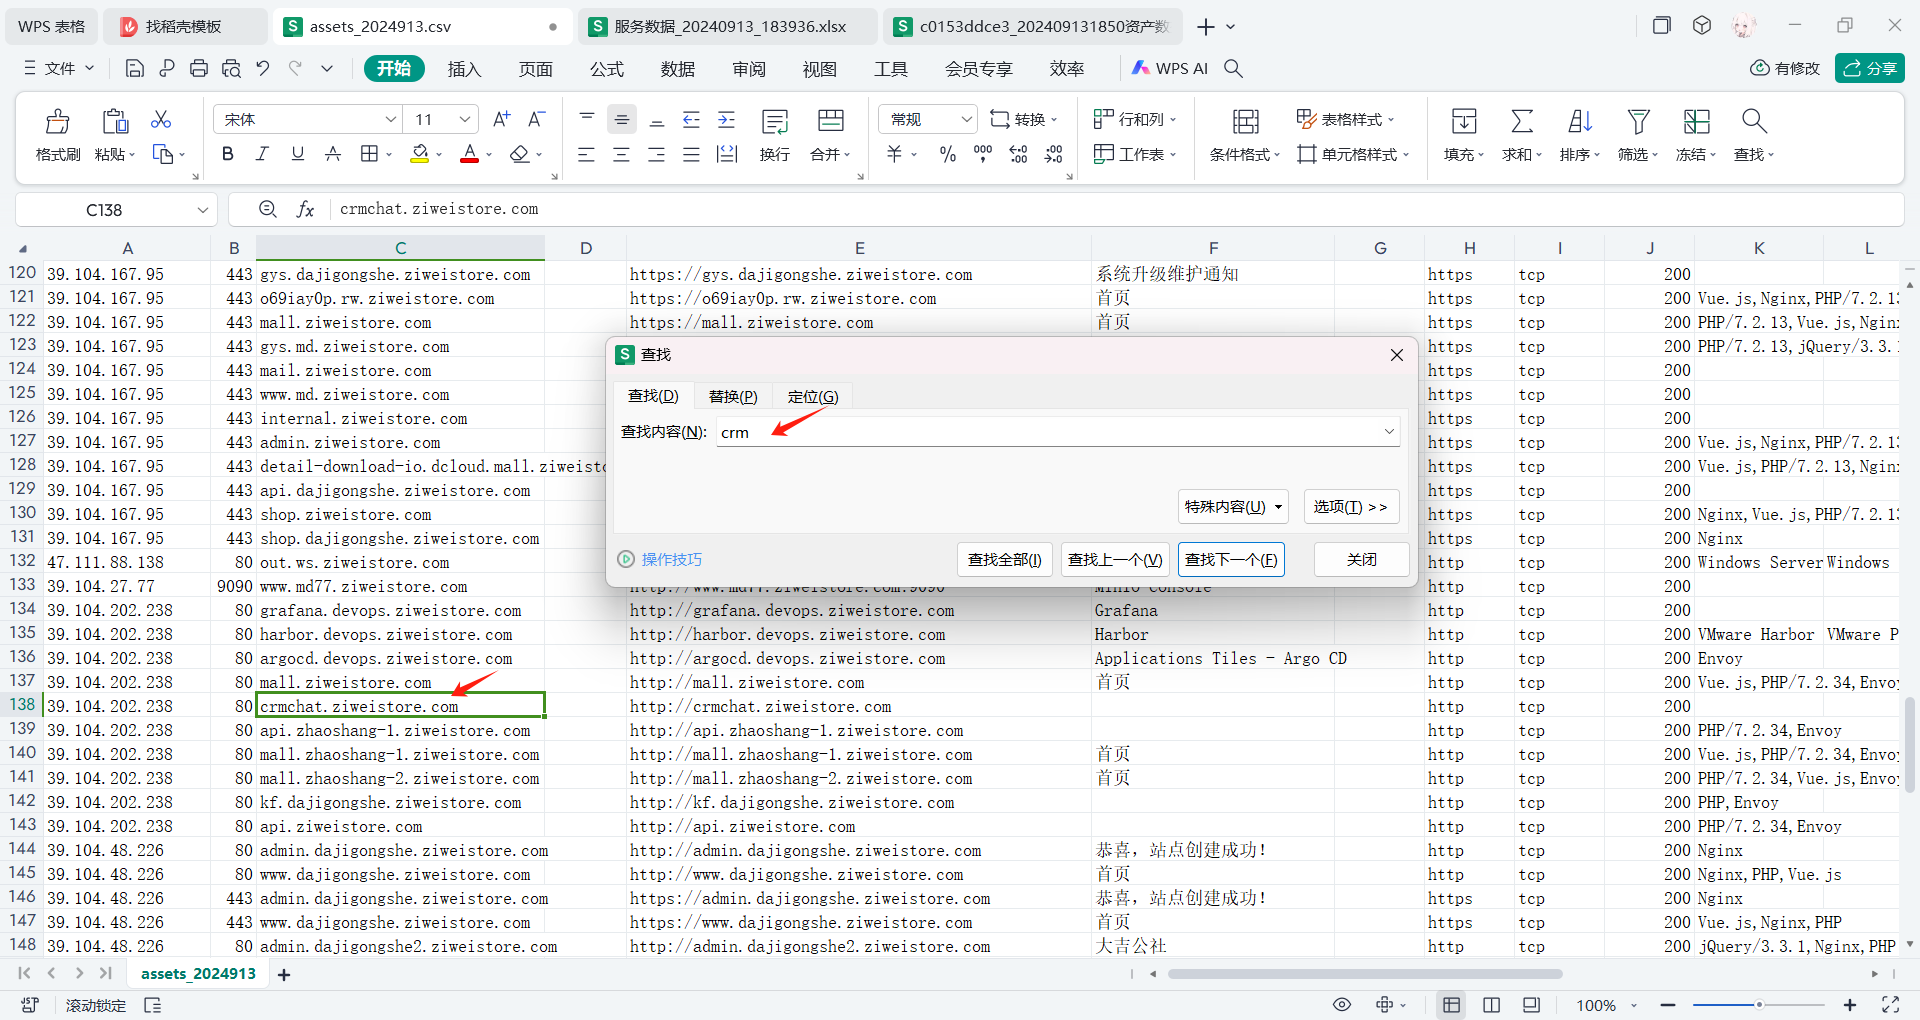 WPS 表格 找稻壳模板 assets_2024913.csv 服务数据_20240913_183936.xlsx c0153ddce3_202409131850资产数
文件 开始 插入 页面 公式 数据 审阅 视图 工具 会员专享 效率 WPS AI 有修改 分享
宋体 11 A+ A- 常规 转换 行和列 表格样式
格式刷 粘贴 B I U A 换行 合并 ￥ % 工作表 条件格式 单元格样式 填充 求和 排序 筛选 冻结 查找
C138 fx crmchat.ziweistore.com
A B C D E F G H I J K L
120 39.104.167.95 443 gys.dajigongshe.ziweistore.com https://gys.dajigongshe.ziweistore.com 系统升级维护通知 https tcp 200
121 39.104.167.95 443 o69iay0p.rw.ziweistore.com https://o69iay0p.rw.ziweistore.com 首页 https tcp 200 Vue.js,Nginx,PHP/7.2.13
122 39.104.167.95 443 mall.ziweistore.com https://mall.ziweistore.com 首页 https tcp 200 PHP/7.2.13,Vue.js,Nginx
123 39.104.167.95 443 gys.md.ziweistore.com https tcp 200 PHP/7.2.13,jQuery/3.3.
124 39.104.167.95 443 mail.ziweistore.com https tcp 200
125 39.104.167.95 443 www.md.ziweistore.com https tcp 200
126 39.104.167.95 443 internal.ziweistore.com https tcp 200
127 39.104.167.95 443 admin.ziweistore.com https tcp 200 Vue.js,Nginx,PHP/7.2.13
128 39.104.167.95 443 detail-download-io.dcloud.mall.ziweisto https tcp 200 Vue.js,PHP/7.2.13,Nginx
129 39.104.167.95 443 api.dajigongshe.ziweistore.com https tcp 200
130 39.104.167.95 443 shop.ziweistore.com https tcp 200 Nginx,Vue.js,PHP/7.2.13
131 39.104.167.95 443 shop.dajigongshe.ziweistore.com https tcp 200 Nginx
132 47.111.88.138 80 out.ws.ziweistore.com http tcp 200 Windows Server Windows
133 39.104.27.77 9090 www.md77.ziweistore.com http://www.md77.ziweistore.com:9090 MinIO Console http tcp 200
134 39.104.202.238 80 grafana.devops.ziweistore.com http://grafana.devops.ziweistore.com Grafana http tcp 200
135 39.104.202.238 80 harbor.devops.ziweistore.com http://harbor.devops.ziweistore.com Harbor http tcp 200 VMware Harbor VMware P
136 39.104.202.238 80 argocd.devops.ziweistore.com http://argocd.devops.ziweistore.com Applications Tiles - Argo CD http tcp 200 Envoy
137 39.104.202.238 80 mall.ziweistore.com http://mall.ziweistore.com 首页 http tcp 200 Vue.js,PHP/7.2.34,Envoy
138 39.104.202.238 80 crmchat.ziweistore.com http://crmchat.ziweistore.com http tcp 200
139 39.104.202.238 80 api.zhaoshang-1.ziweistore.com http://api.zhaoshang-1.ziweistore.com http tcp 200 PHP/7.2.34,Envoy
140 39.104.202.238 80 mall.zhaoshang-1.ziweistore.com http://mall.zhaoshang-1.ziweistore.com 首页 http tcp 200 Vue.js,PHP/7.2.34,Envoy
141 39.104.202.238 80 mall.zhaoshang-2.ziweistore.com http://mall.zhaoshang-2.ziweistore.com 首页 http tcp 200 PHP/7.2.34,Vue.js,Envoy
142 39.104.202.238 80 kf.dajigongshe.ziweistore.com http://kf.dajigongshe.ziweistore.com http tcp 200 PHP,Envoy
143 39.104.202.238 80 api.ziweistore.com http://api.ziweistore.com http tcp 200 PHP/7.2.34,Envoy
144 39.104.48.226 80 admin.dajigongshe.ziweistore.com http://admin.dajigongshe.ziweistore.com 恭喜，站点创建成功！ http tcp 200 Nginx
145 39.104.48.226 80 www.dajigongshe.ziweistore.com http://www.dajigongshe.ziweistore.com 首页 http tcp 200 Nginx,PHP,Vue.js
146 39.104.48.226 443 admin.dajigongshe.ziweistore.com https://admin.dajigongshe.ziweistore.com 恭喜，站点创建成功！ https tcp 200 Nginx
147 39.104.48.226 443 www.dajigongshe.ziweistore.com https://www.dajigongshe.ziweistore.com 首页 https tcp 200 Vue.js,Nginx,PHP
148 39.104.48.226 80 admin.dajigongshe2.ziweistore.com http://admin.dajigongshe2.ziweistore.com 大吉公社 http tcp 200 jQuery/3.3.1,Nginx,PHP
查找
查找(D) 替换(P) 定位(G)
查找内容(N): crm
特殊内容(U) 选项(T) >>
操作技巧 查找全部(I) 查找上一个(V) 查找下一个(F) 关闭
assets_2024913
滚动锁定 100%